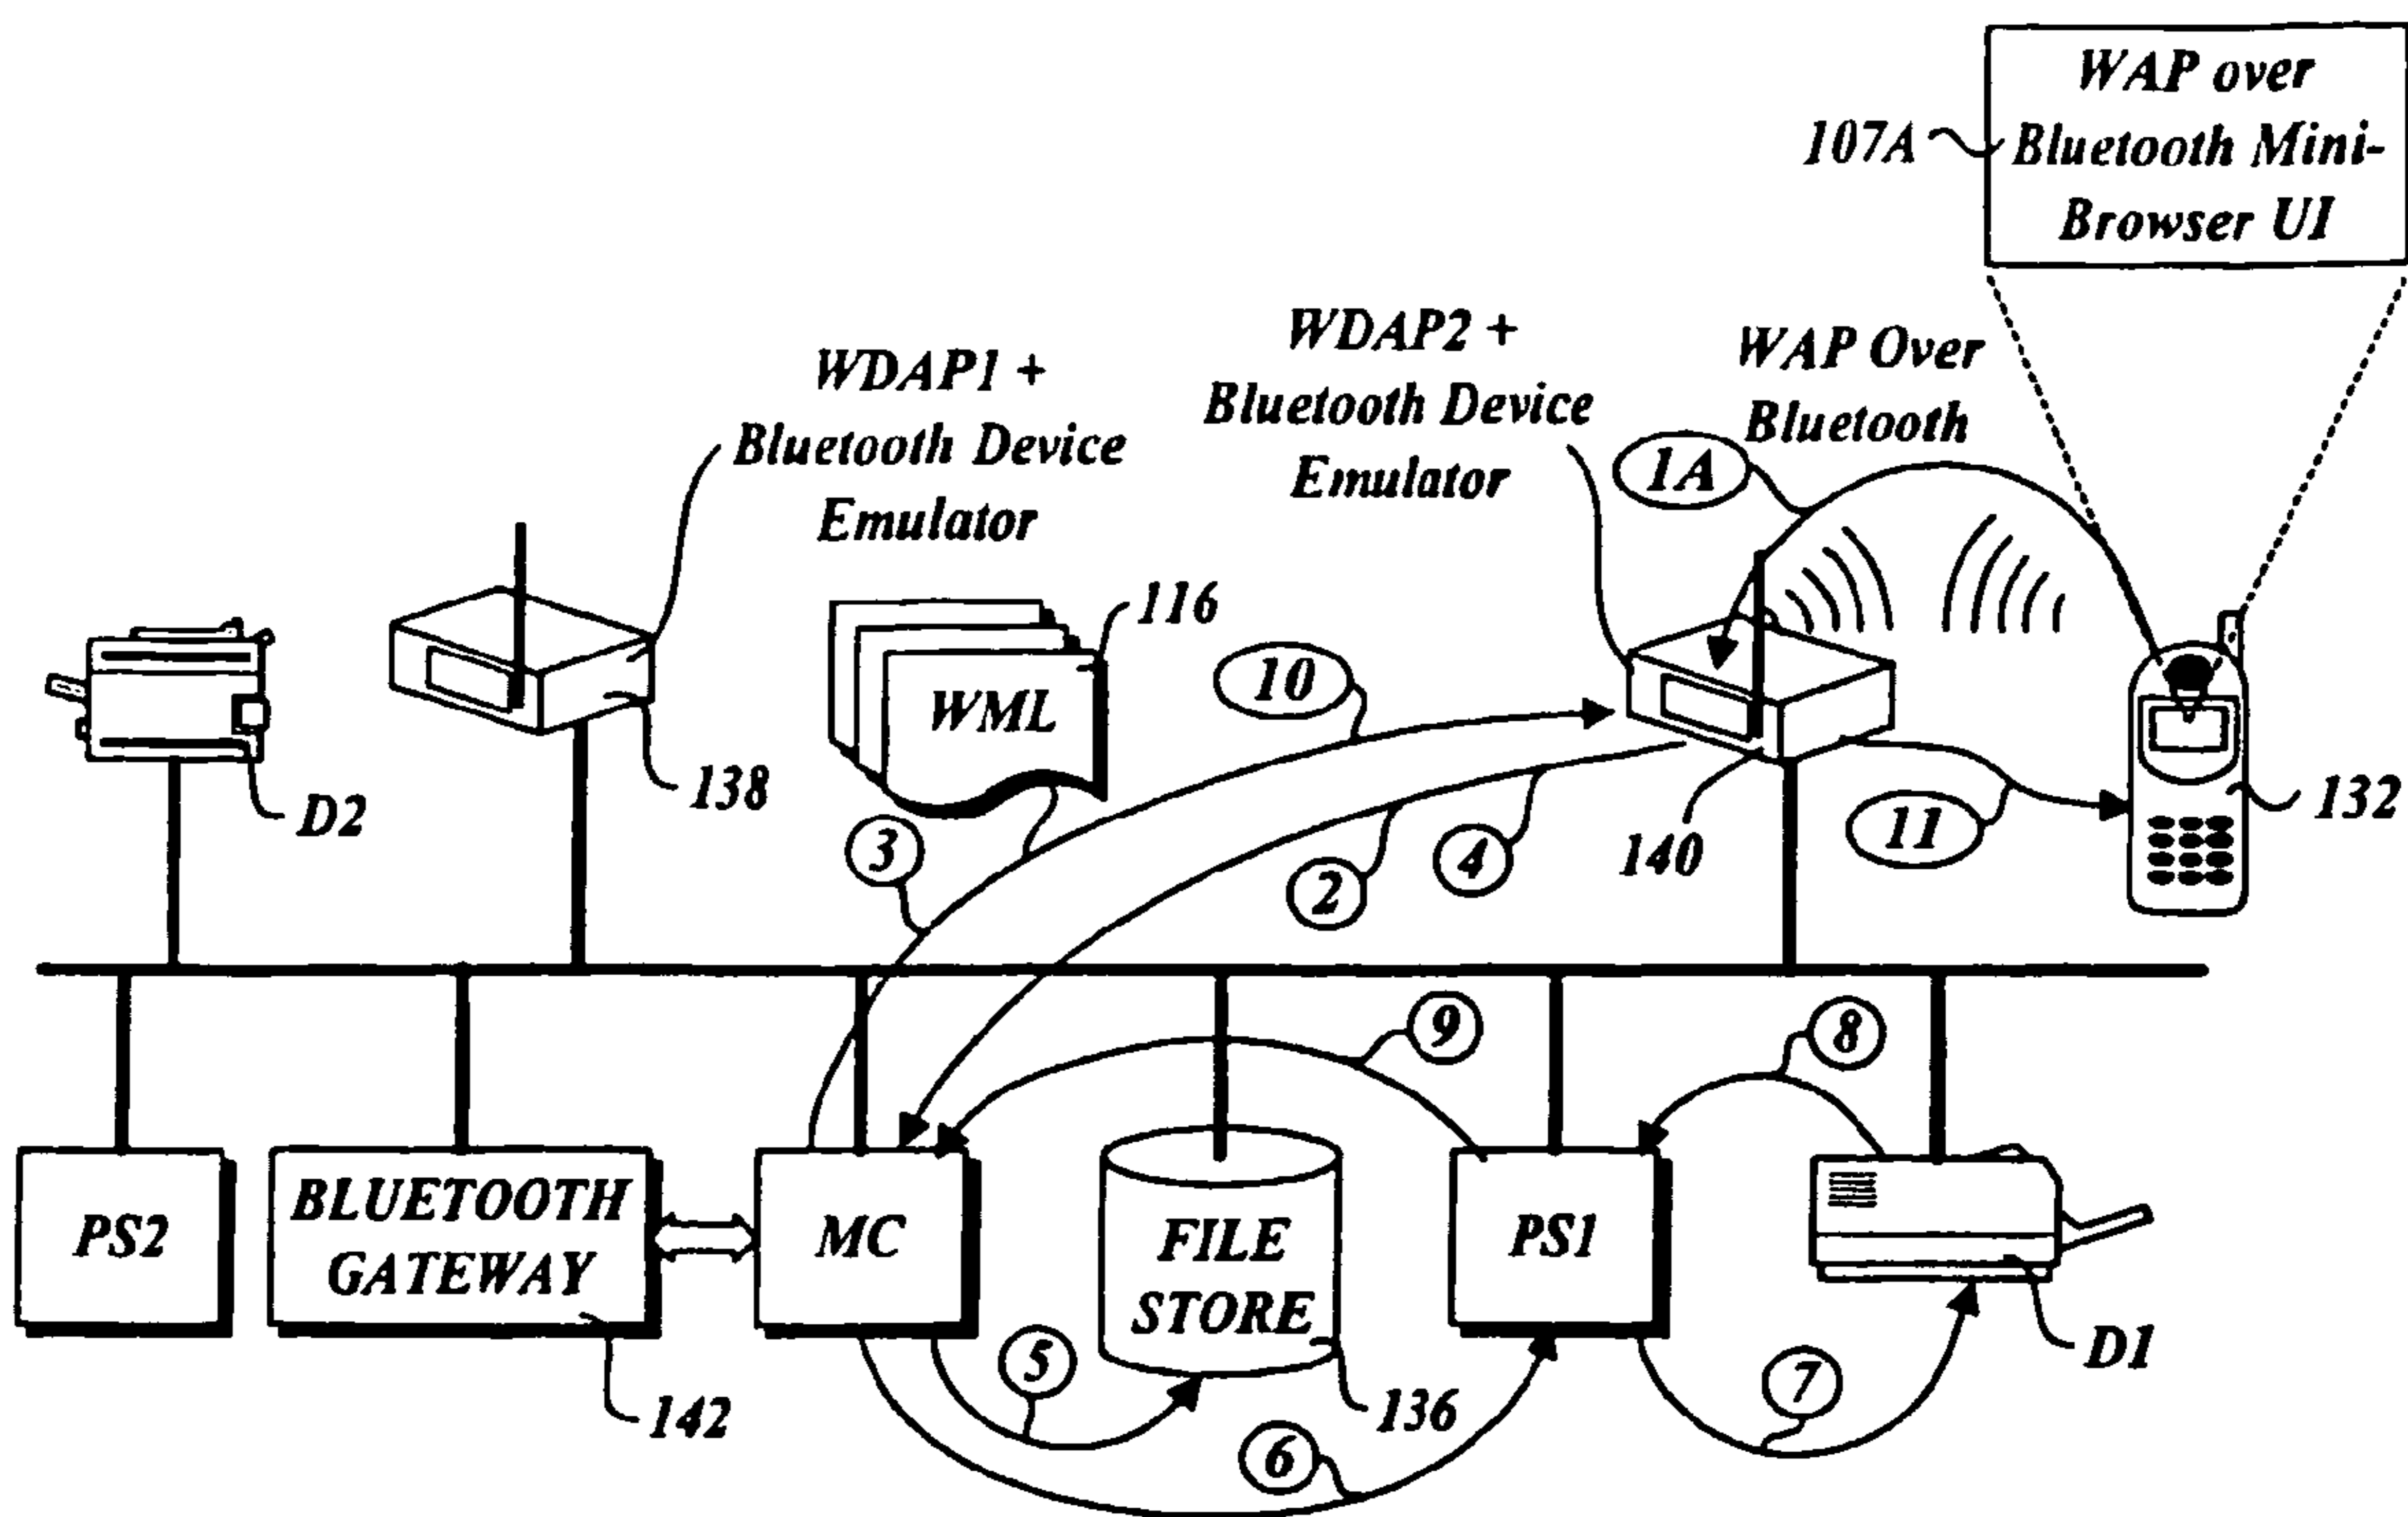 WAP over
Bluetooth Mini-
Browser UI
107A
WDAP1 +
Bluetooth Device
Emulator
WDAP2 +
Bluetooth Device
Emulator
WAP Over
Bluetooth
1A
116
10
WML
138
D2
3
2
4
140
11
132
9
8
PS2
BLUETOOTH
GATEWAY
MC
FILE
STORE
PS1
D1
5
7
142
136
6